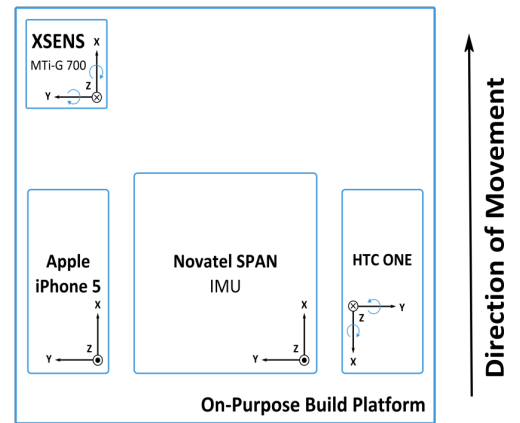 XSENS
MTi-G 700
X
Z
Y
Apple
iPhone 5
X
Z
Y
Novatel SPAN
IMU
X
Z
Y
HTC ONE
Y
Z
X
On-Purpose Build Platform
Direction of Movement